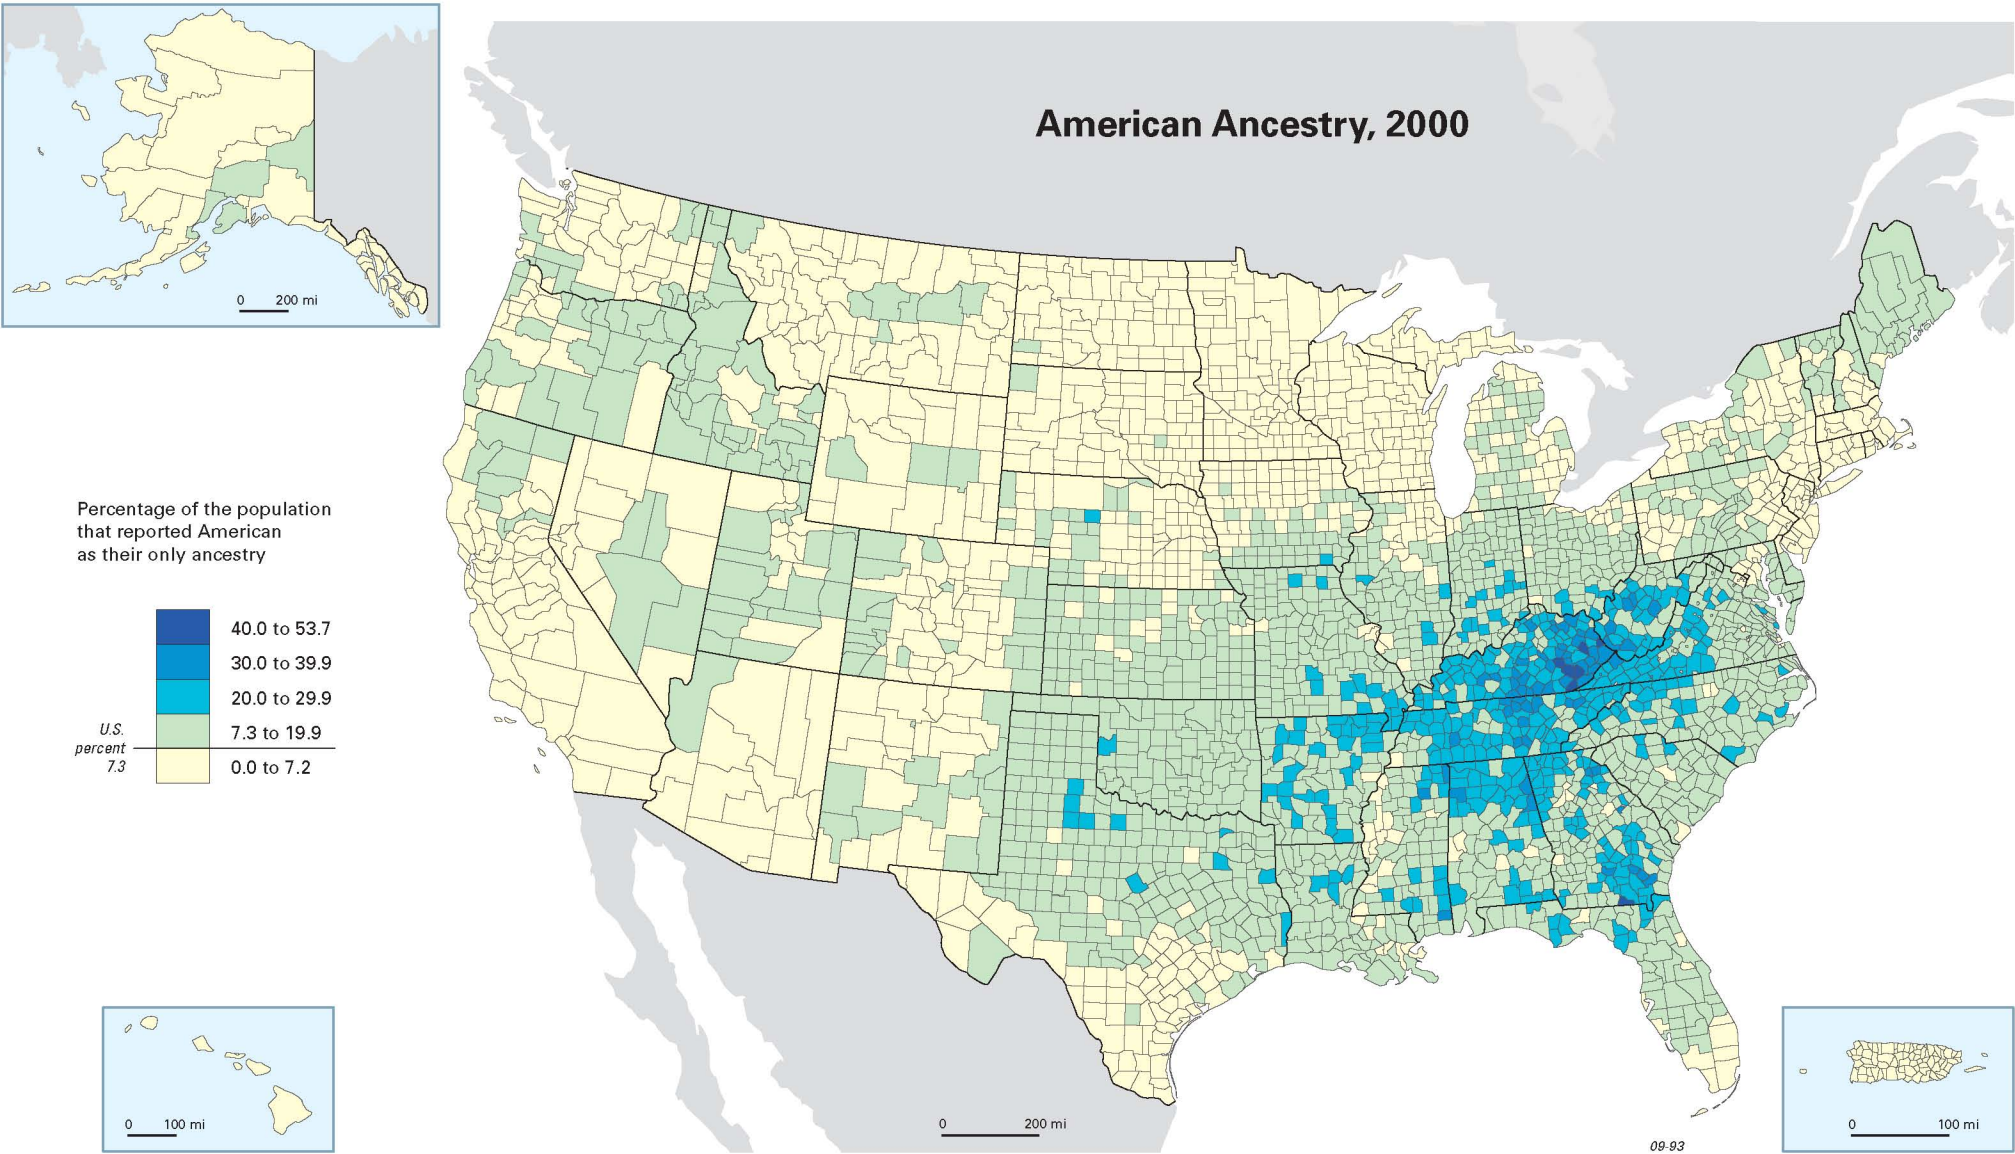 American Ancestry, 2000
0 200 mi
Percentage of the population
that reported American
as their only ancestry
40.0 to 53.7
30.0 to 39.9
20.0 to 29.9
7.3 to 19.9
0.0 to 7.2
U.S.
percent
7.3
0 100 mi
0 200 mi
09-93
0 100 mi